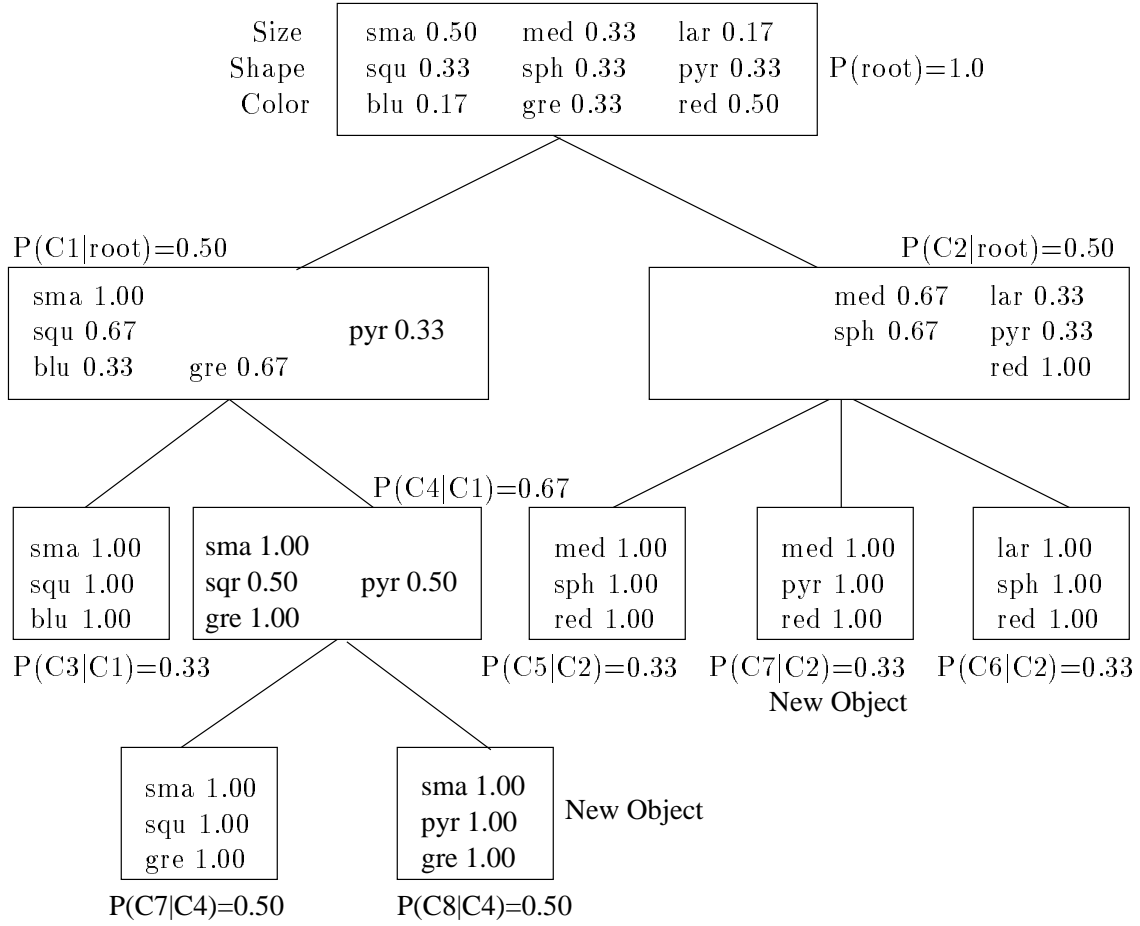 Size sma 0.50 med 0.33 lar 0.17
Shape squ 0.33 sph 0.33 pyr 0.33 P(root)=1.0
Color blu 0.17 gre 0.33 red 0.50
P(C1|root)=0.50
sma 1.00
squ 0.67 pyr 0.33
blu 0.33 gre 0.67
P(C2|root)=0.50
med 0.67 lar 0.33
sph 0.67 pyr 0.33
red 1.00
sma 1.00
squ 1.00
blu 1.00
P(C3|C1)=0.33
P(C4|C1)=0.67
sma 1.00
sqr 0.50 pyr 0.50
gre 1.00
med 1.00
sph 1.00
red 1.00
P(C5|C2)=0.33
med 1.00
pyr 1.00
red 1.00
P(C7|C2)=0.33
New Object
lar 1.00
sph 1.00
red 1.00
P(C6|C2)=0.33
sma 1.00
squ 1.00
gre 1.00
P(C7|C4)=0.50
sma 1.00
pyr 1.00
gre 1.00
New Object
P(C8|C4)=0.50